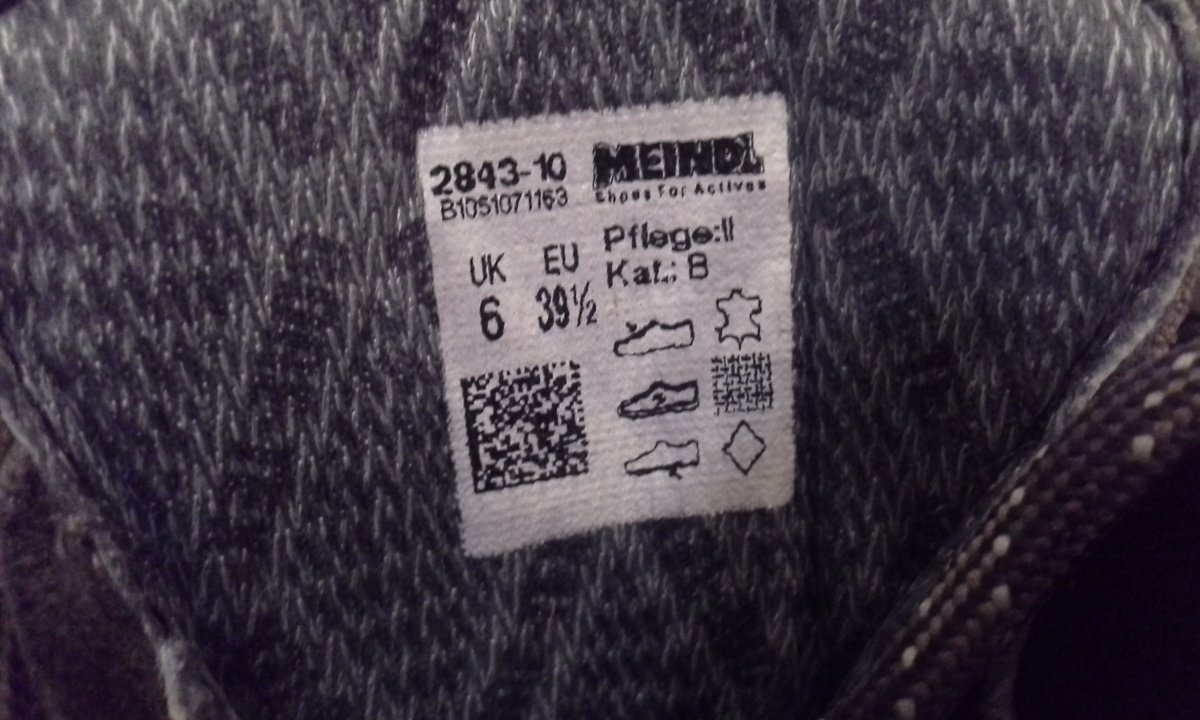 2843-10
B1051071163
MEINDL
Shoes For Actives
Pflege:II
Kat.: B
UK EU
6 39½